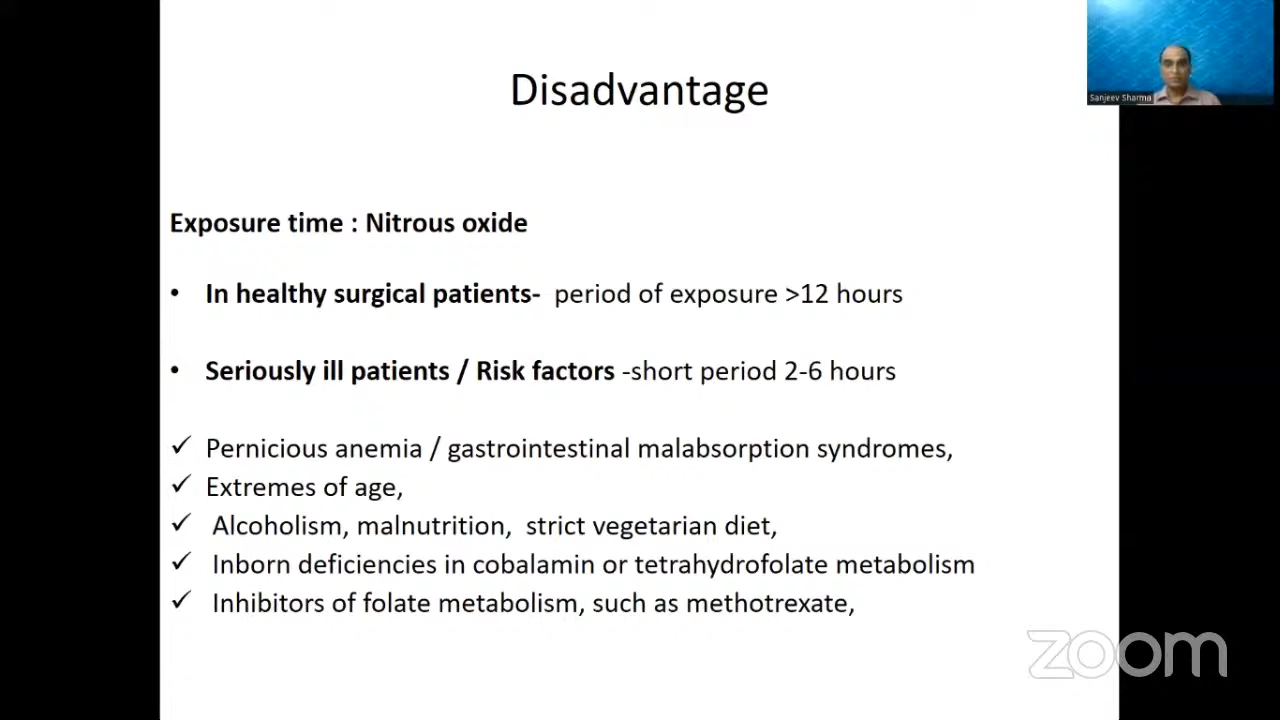 Disadvantage
Sanjeev Sharma
Exposure time : Nitrous oxide
• In healthy surgical patients- period of exposure >12 hours
• Seriously ill patients / Risk factors -short period 2-6 hours
✓ Pernicious anemia / gastrointestinal malabsorption syndromes,
✓ Extremes of age,
✓ Alcoholism, malnutrition, strict vegetarian diet,
✓ Inborn deficiencies in cobalamin or tetrahydrofolate metabolism
✓ Inhibitors of folate metabolism, such as methotrexate,
zoom